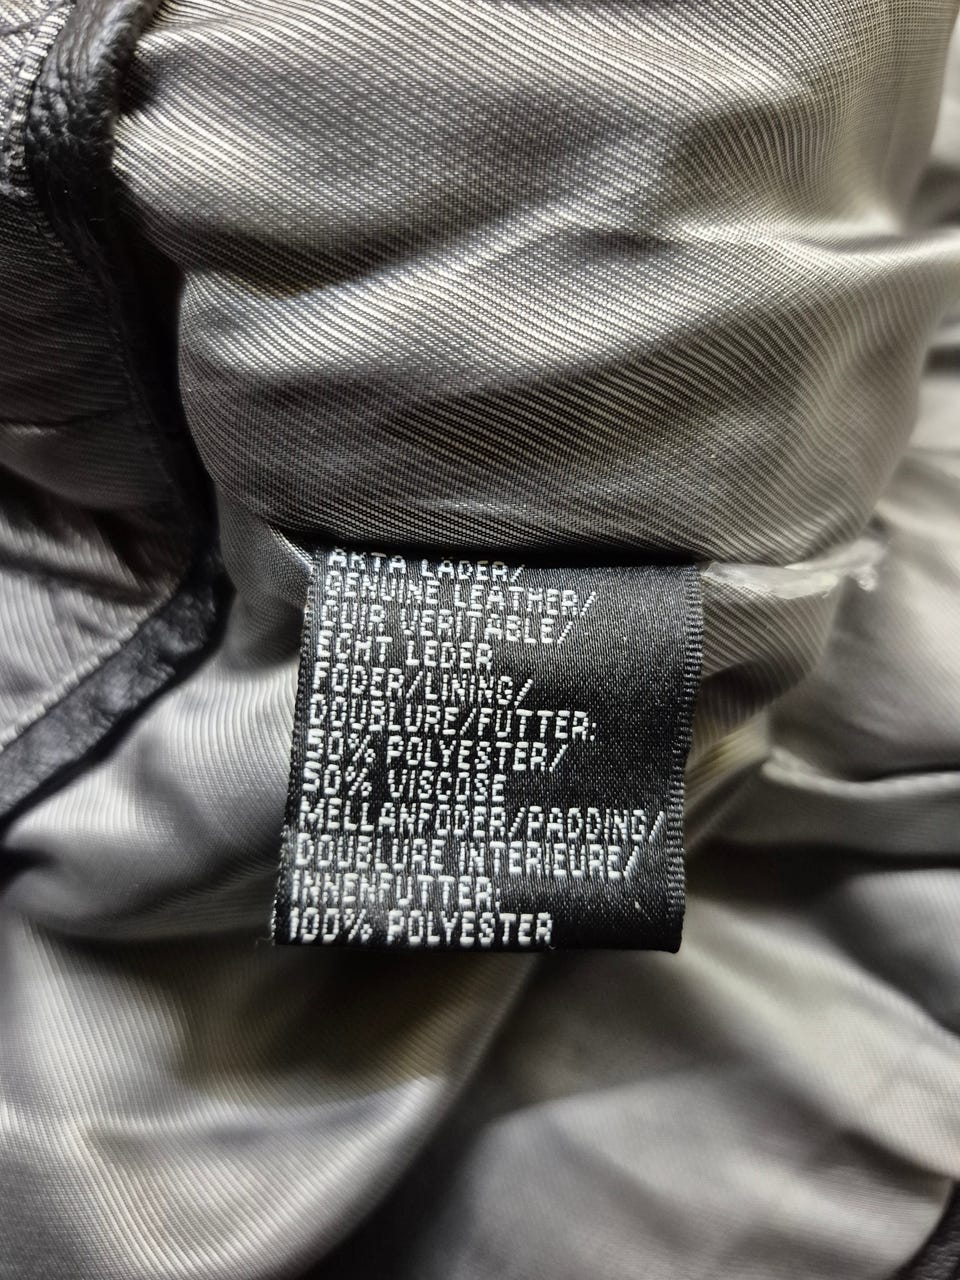 ÄKTA LÄDER/
GENUINE LEATHER/
CUIR VERITABLE/
ECHT LEDER
FODER/LINING/
DOUBLURE/FUTTER:
50% POLYESTER/
50% VISCOSE
MELLANFODER/PADDING/
DOUBLURE INTERIEURE/
INNENFUTTER:
100% POLYESTER